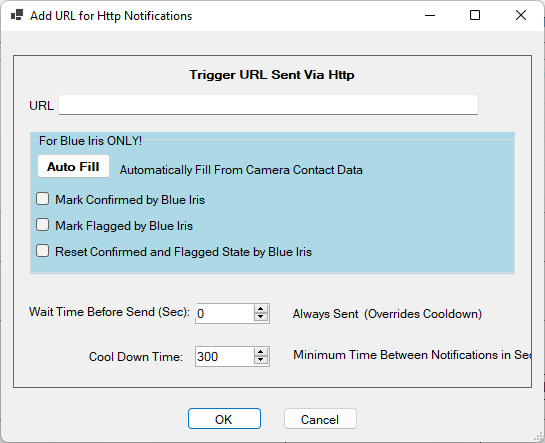 Add URL for Http Notifications
Trigger URL Sent Via Http
URL
For Blue Iris ONLY!
Auto Fill Automatically Fill From Camera Contact Data
Mark Confirmed by Blue Iris
Mark Flagged by Blue Iris
Reset Confirmed and Flagged State by Blue Iris
Wait Time Before Send (Sec): 0 Always Sent (Overrides Cooldown)
Cool Down Time: 300 Minimum Time Between Notifications in Sec
OK Cancel